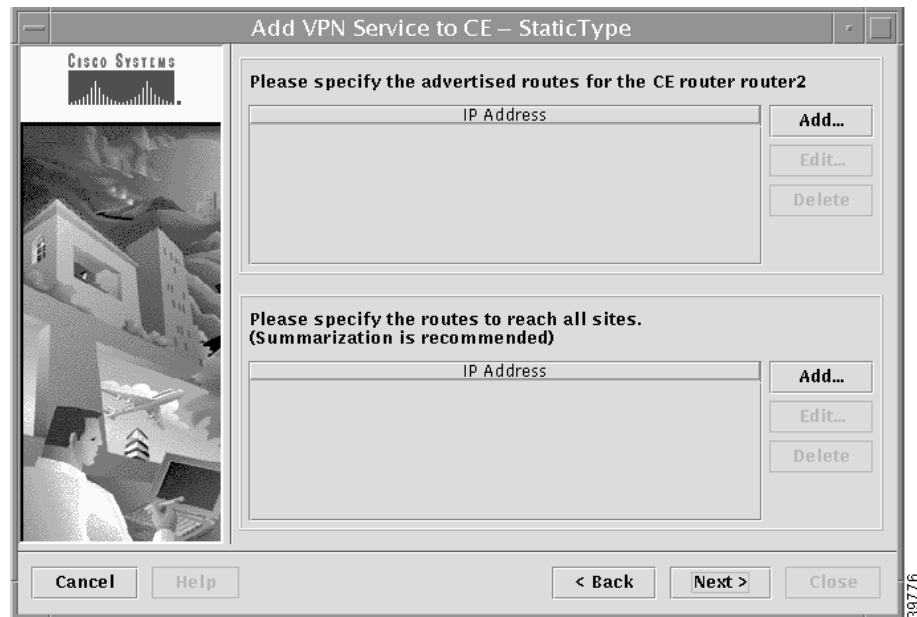 Add VPN Service to CE – StaticType
CISCO SYSTEMS
Please specify the advertised routes for the CE router router2
IP Address
Add...
Edit...
Delete
Please specify the routes to reach all sites.
(Summarization is recommended)
IP Address
Add...
Edit...
Delete
Cancel
Help
< Back
Next >
Close
39776